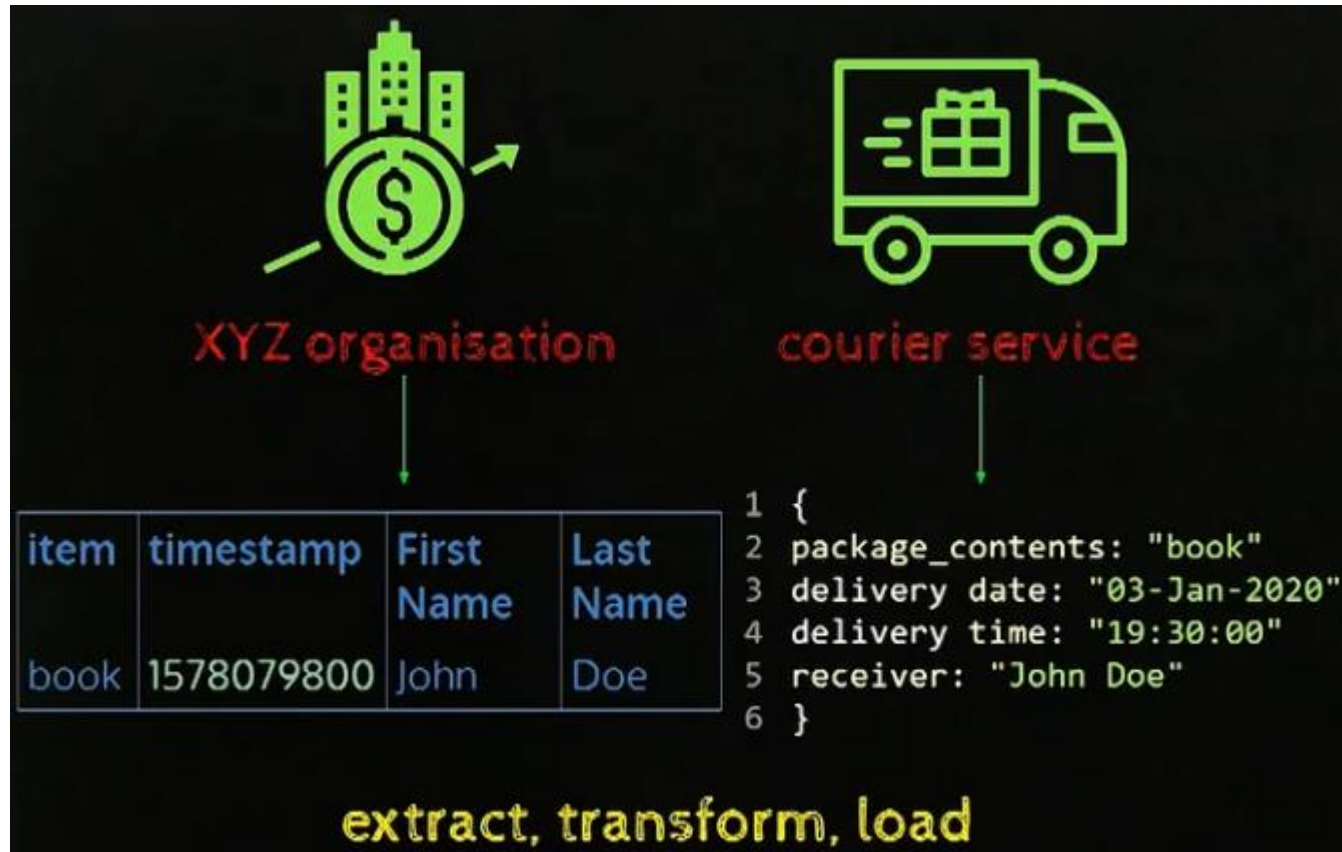 $
XYZ organisation
courier service
item timestamp First Name Last Name
book 1578079800 John Doe
1 {
2 package_contents: "book"
3 delivery date: "03-Jan-2020"
4 delivery time: "19:30:00"
5 receiver: "John Doe"
6 }
extract, transform, load